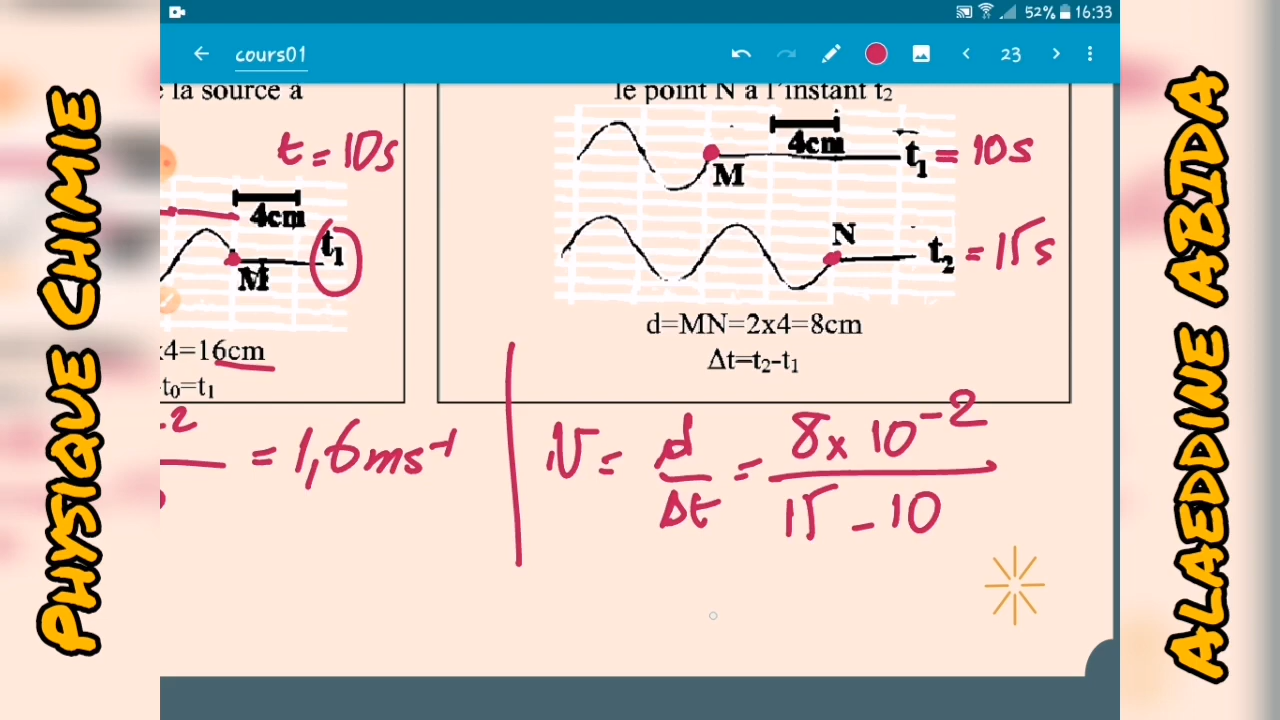 PHYSIQUE CHIMIE
52% 16:33
cours01
23
e la source à
t = 10s
4cm
t1
M
x4=16cm
-t₀=t₁
-2
= 1,6 ms⁻¹
le point N à l'instant t₂
4cm
M
t₁ = 10s
N
t₂ = 15s
d=MN=2x4=8cm
Δt=t₂-t₁
v = d/Δt = 8x10⁻²/15-10
ALAEDDINE ABIDA